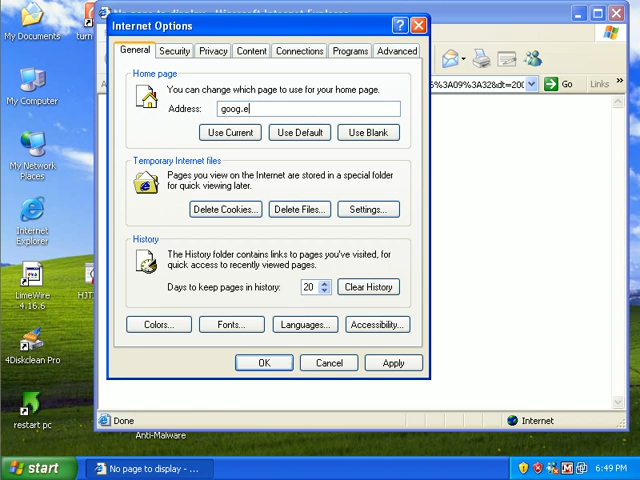 My Documents
turn
My Computer
My Network
Places
Internet
Explorer
LimeWire
4.16.6
HJT
4Diskclean Pro
restart pc
No page to display -
Internet Options
General
Security
Privacy
Content
Connections
Programs
Advanced
Home page
You can change which page to use for your home page.
Address:
goog.e
Use Current
Use Default
Use Blank
Temporary Internet files
Pages you view on the Internet are stored in a special folder
for quick viewing later.
Delete Cookies...
Delete Files...
Settings...
History
The History folder contains links to pages you've visited, for
quick access to recently viewed pages.
Days to keep pages in history:
20
Clear History
Colors...
Fonts...
Languages...
Accessibility...
OK
Cancel
Apply
Go
Links
»
Done
Internet
Anti-Malware
start
No page to display - ...
6:49 PM